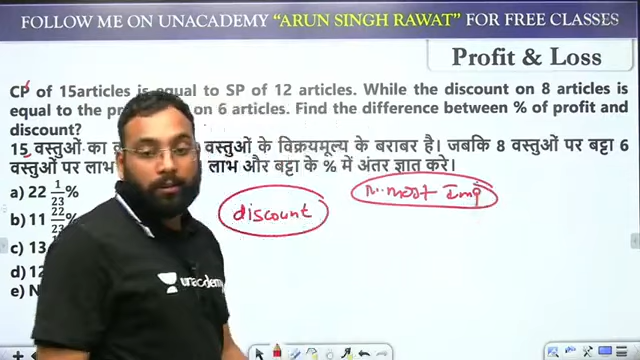 FOLLOW ME ON UNACADEMY “ARUN SINGH RAWAT” FOR FREE CLASSES
Profit & Loss
CP of 15articles is equal to SP of 12 articles. While the discount on 8 articles is
equal to the on 6 articles. Find the difference between % of profit and
discount?
15 वस्तुओं का वस्तुओं के विक्रयमूल्य के बराबर है। जबकि 8 वस्तुओं पर बट्टा 6
वस्तुओं पर लाभ लाभ और बट्टा के % में अंतर ज्ञात करे।
a) 22 1/23 %
b) 11 22/23 %
c) 13
d) 12
e) N
discount
most Imp
unacademy